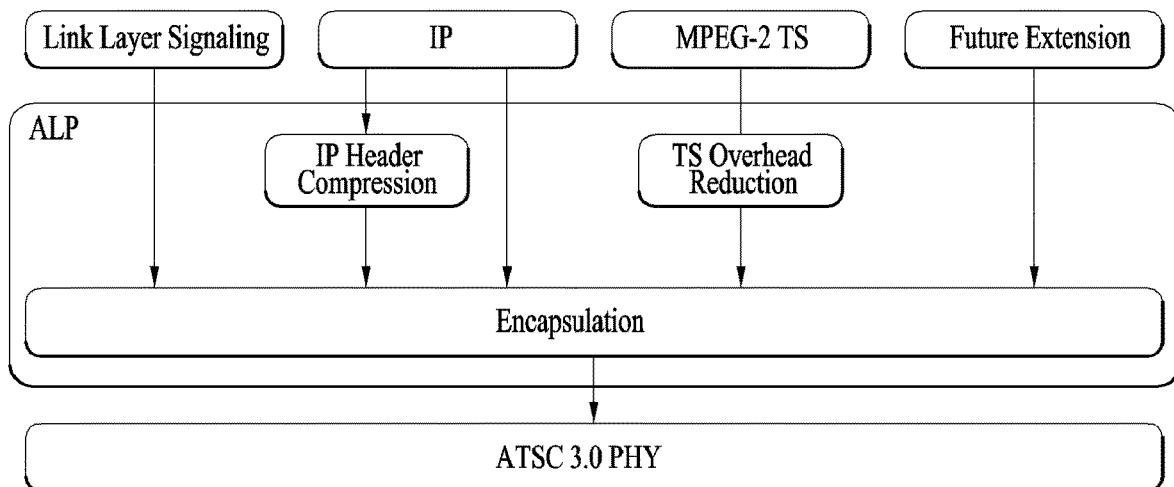 Link Layer Signaling
IP
MPEG-2 TS
Future Extension
ALP
IP Header
Compression
TS Overhead
Reduction
Encapsulation
ATSC 3.0 PHY